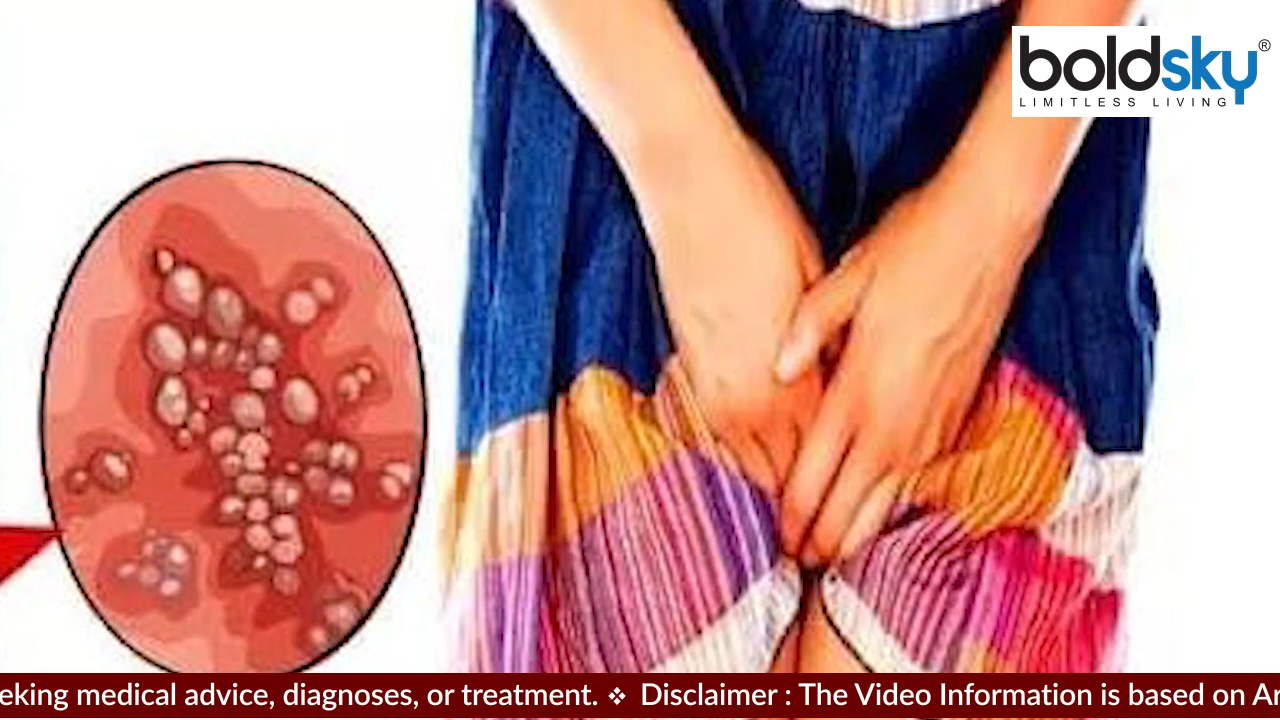 boldsky®
LIMITLESS LIVING
eking medical advice, diagnoses, or treatment. ❖ Disclaimer : The Video Information is based on Ar